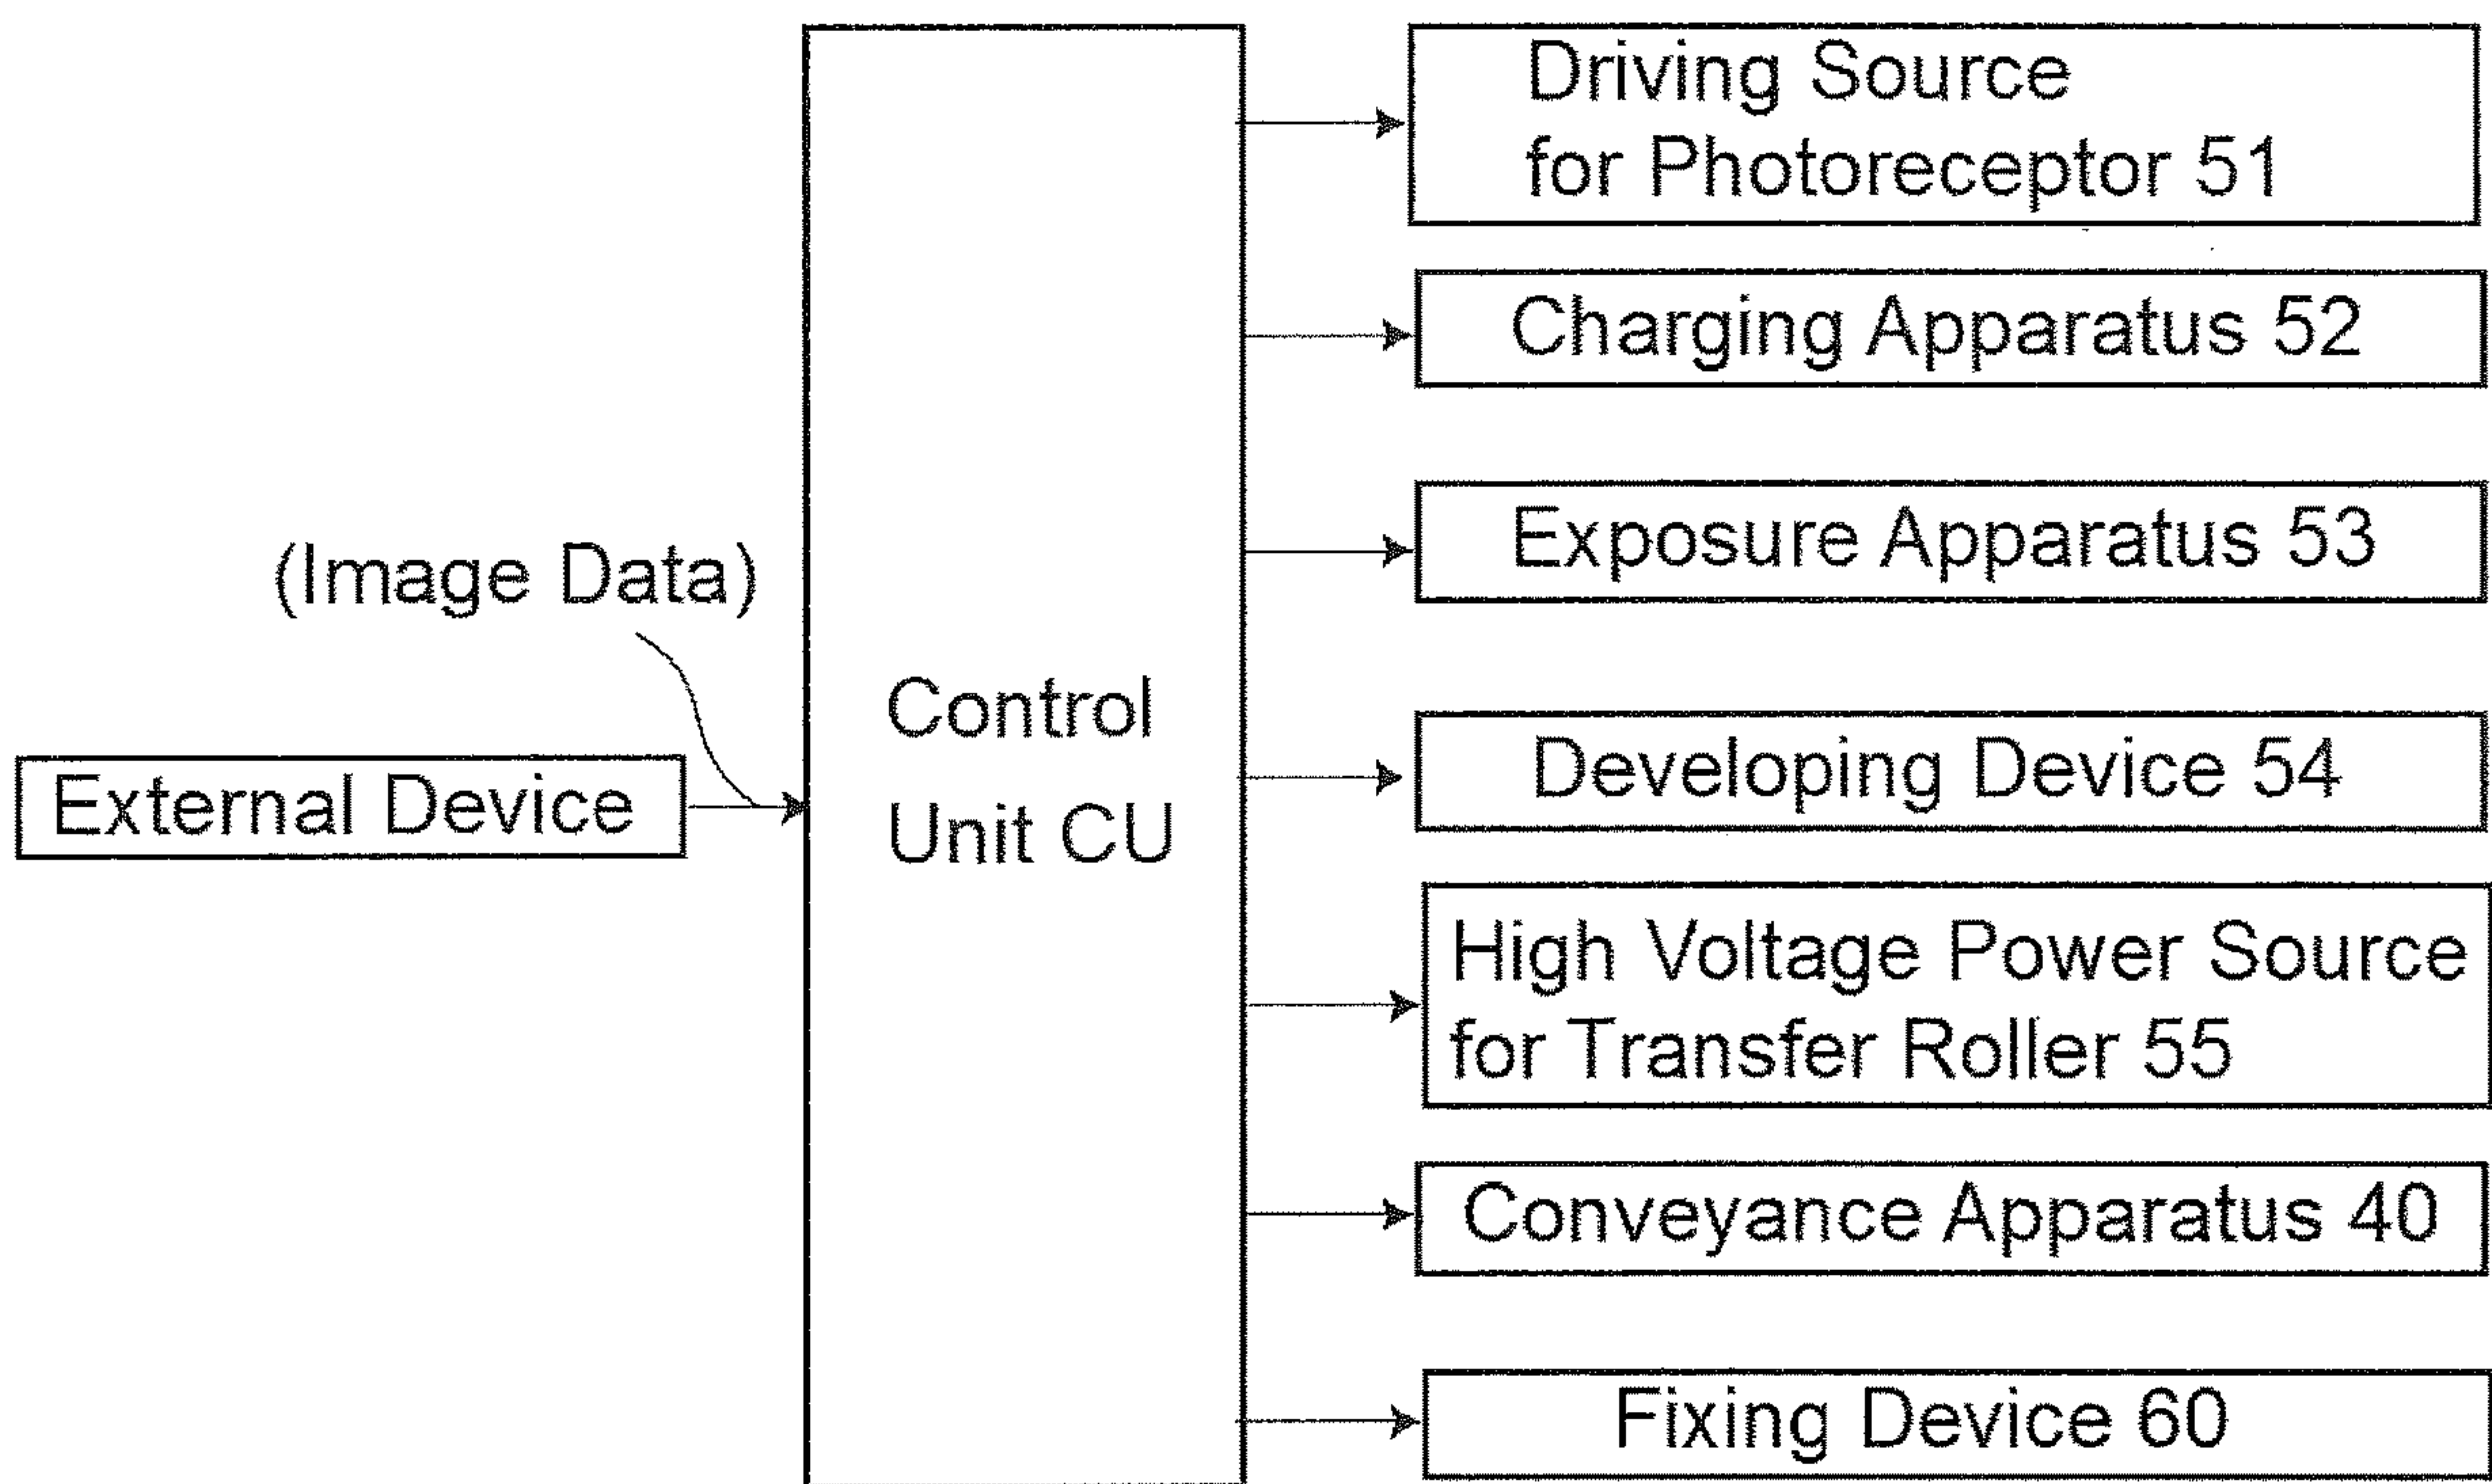 (Image Data)
External Device
Control
Unit CU
Driving Source
for Photoreceptor 51
Charging Apparatus 52
Exposure Apparatus 53
Developing Device 54
High Voltage Power Source
for Transfer Roller 55
Conveyance Apparatus 40
Fixing Device 60